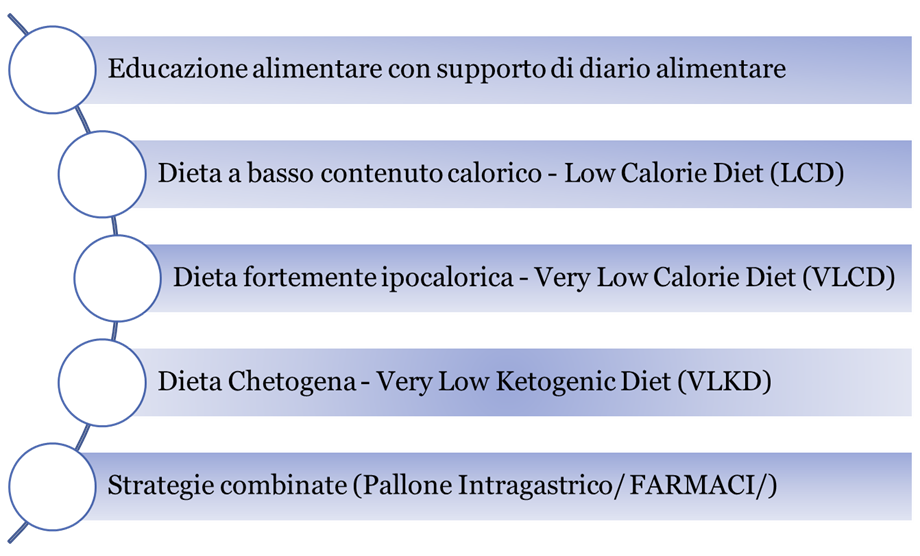 Educazione alimentare con supporto di diario alimentare
Dieta a basso contenuto calorico - Low Calorie Diet (LCD)
Dieta fortemente ipocalorica - Very Low Calorie Diet (VLCD)
Dieta Chetogena - Very Low Ketogenic Diet (VLKD)
Strategie combinate (Pallone Intragastrico/ FARMACI/)